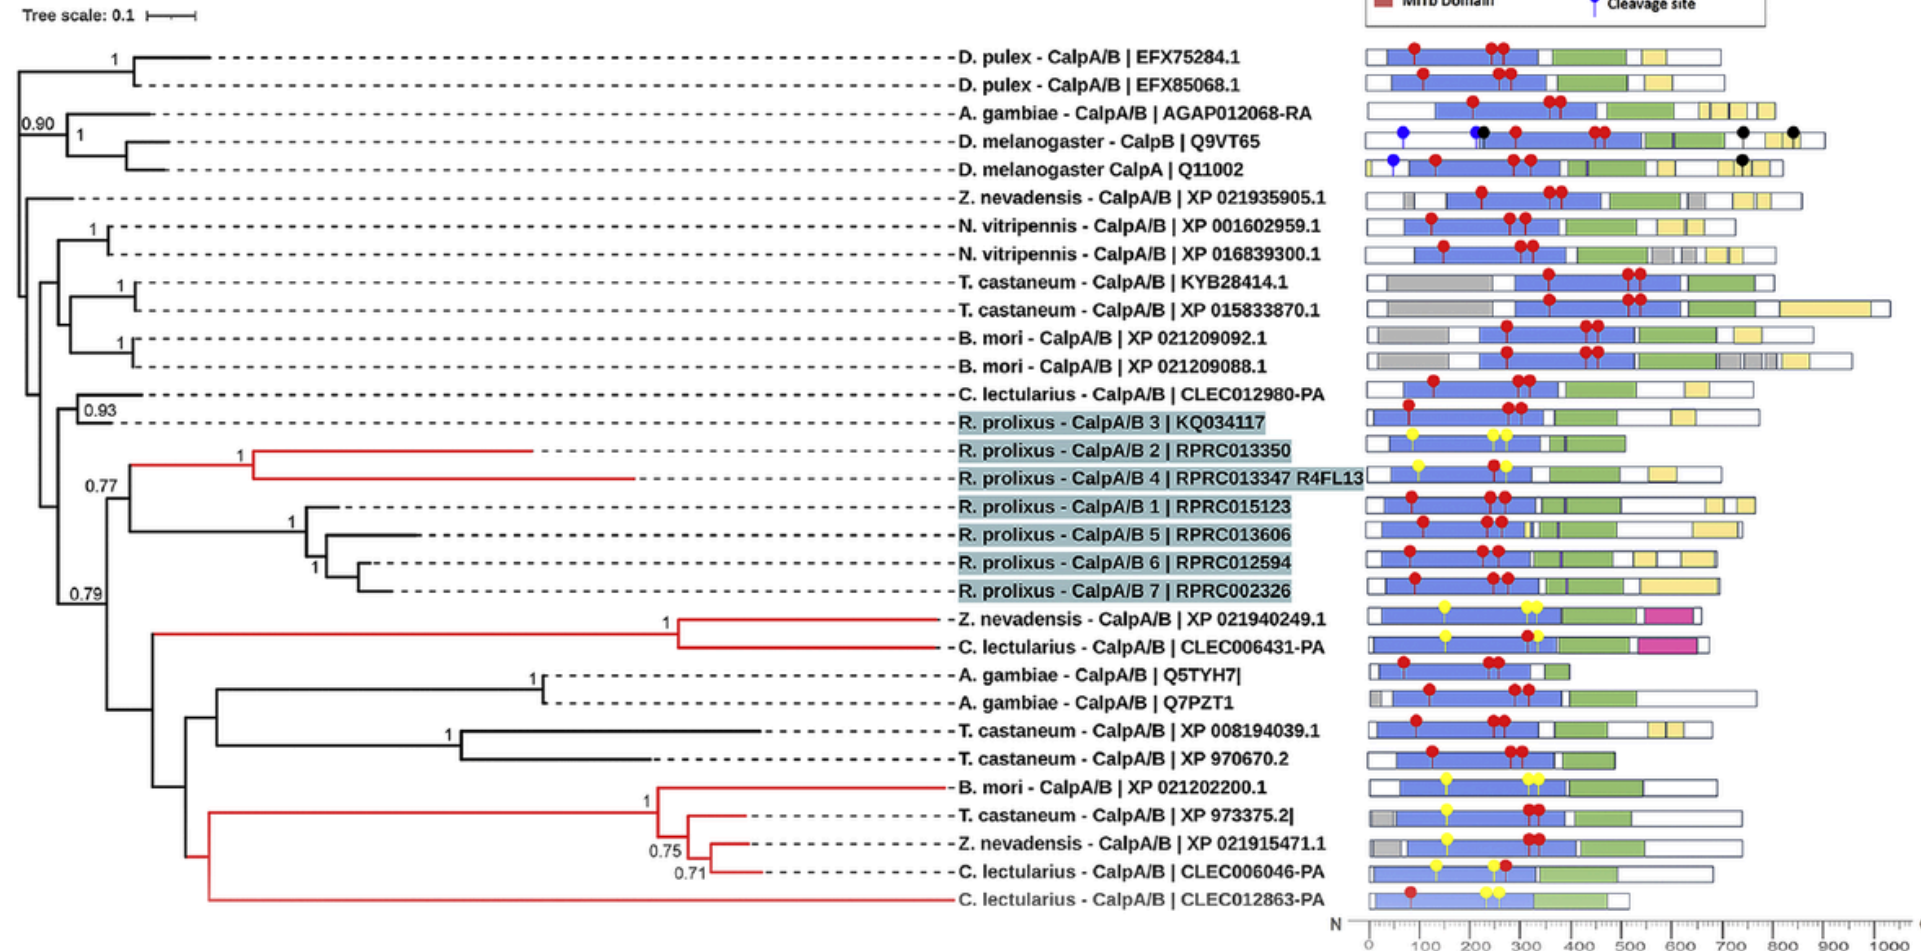 Tree scale: 0.1
MITb Domain
Cleavage site
1
D. pulex - CalpA/B | EFX75284.1
D. pulex - CalpA/B | EFX85068.1
0.90
1
A. gambiae - CalpA/B | AGAP012068-RA
D. melanogaster - CalpB | Q9VT65
D. melanogaster CalpA | Q11002
Z. nevadensis - CalpA/B | XP 021935905.1
1
N. vitripennis - CalpA/B | XP 001602959.1
N. vitripennis - CalpA/B | XP 016839300.1
1
T. castaneum - CalpA/B | KYB28414.1
T. castaneum - CalpA/B | XP 015833870.1
1
B. mori - CalpA/B | XP 021209092.1
B. mori - CalpA/B | XP 021209088.1
0.93
C. lectularius - CalpA/B | CLEC012980-PA
R. prolixus - CalpA/B 3 | KQ034117
0.77
1
R. prolixus - CalpA/B 2 | RPRC013350
R. prolixus - CalpA/B 4 | RPRC013347 R4FL13
1
R. prolixus - CalpA/B 1 | RPRC015123
R. prolixus - CalpA/B 5 | RPRC013606
1
R. prolixus - CalpA/B 6 | RPRC012594
R. prolixus - CalpA/B 7 | RPRC002326
0.79
1
Z. nevadensis - CalpA/B | XP 021940249.1
C. lectularius - CalpA/B | CLEC006431-PA
1
A. gambiae - CalpA/B | Q5TYH7|
A. gambiae - CalpA/B | Q7PZT1
1
T. castaneum - CalpA/B | XP 008194039.1
T. castaneum - CalpA/B | XP 970670.2
1
B. mori - CalpA/B | XP 021202200.1
T. castaneum - CalpA/B | XP 973375.2|
0.75
Z. nevadensis - CalpA/B | XP 021915471.1
0.71
C. lectularius - CalpA/B | CLEC006046-PA
C. lectularius - CalpA/B | CLEC012863-PA
N
0 100 200 300 400 500 600 700 800 900 1000